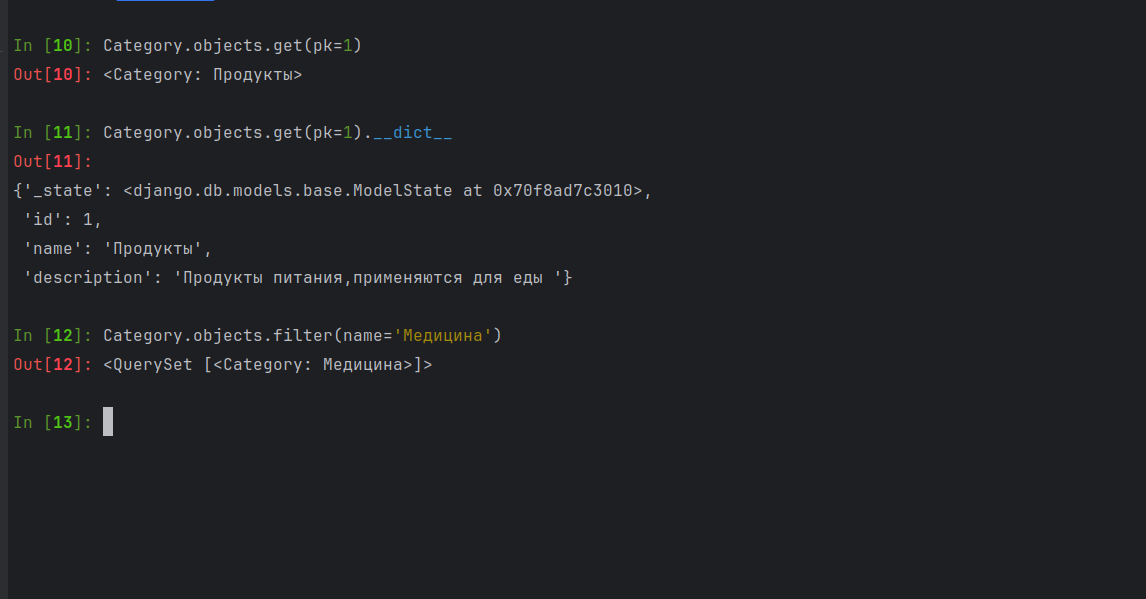 In [10]: Category.objects.get(pk=1)
Out[10]: <Category: Продукты>
In [11]: Category.objects.get(pk=1).__dict__
Out[11]:
{'_state': <django.db.models.base.ModelState at 0x70f8ad7c3010>,
 'id': 1,
 'name': 'Продукты',
 'description': 'Продукты питания,применяются для еды '}
In [12]: Category.objects.filter(name='Медицина')
Out[12]: <QuerySet [<Category: Медицина>]>
In [13]: